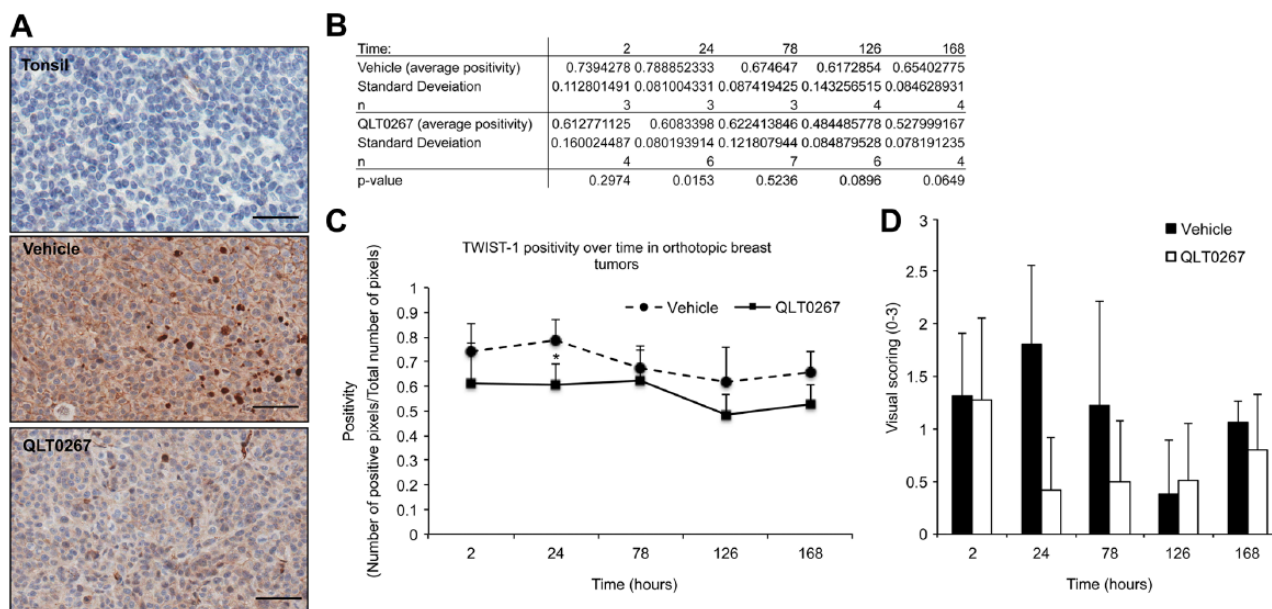 A
Tonsil
Vehicle
QLT0267
B
Time: 2 24 78 126 168
Vehicle (average positivity) 0.7394278 0.788852333 0.674647 0.6172854 0.65402775
Standard Deveiation 0.112801491 0.081004331 0.087419425 0.143256515 0.084628931
n 3 3 3 4 4
QLT0267 (average positivity) 0.612771125 0.6083398 0.622413846 0.484485778 0.527999167
Standard Deveiation 0.160024487 0.080193914 0.121807944 0.084879528 0.078191235
n 4 6 7 6 4
p-value 0.2974 0.0153 0.5236 0.0896 0.0649
C
TWIST-1 positivity over time in orthotopic breast
tumors
Positivity
(Number of positive pixels/Total number of pixels)
1
0.9
0.8
0.7
0.6
0.5
0.4
0.3
0.2
0.1
0
Vehicle QLT0267
*
2 24 78 126 168
Time (hours)
D
Visual scoring (0-3)
3
2.5
2
1.5
1
0.5
0
Vehicle
QLT0267
2 24 78 126 168
Time (hours)